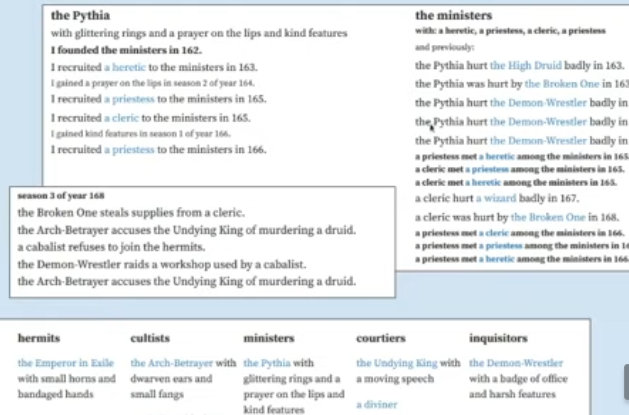 the Pythia
with glittering rings and a prayer on the lips and kind features
I founded the ministers in 162.
I recruited a heretic to the ministers in 163.
I gained a prayer on the lips in season 2 of year 164.
I recruited a priestess to the ministers in 165.
I recruited a cleric to the ministers in 165.
I gained kind features in season 1 of year 166.
I recruited a priestess to the ministers in 166.
the ministers
with: a heretic, a priestess, a cleric, a priestess
and previously:
the Pythia hurt the High Druid badly in 163.
the Pythia was hurt by the Broken One in 163
the Pythia hurt the Demon-Wrestler badly in
the Pythia hurt the Demon-Wrestler badly in
the Pythia hurt the Demon-Wrestler badly in
a priestess met a heretic among the ministers in 165
a cleric met a priestess among the ministers in 165.
a cleric met a heretic among the ministers in 165.
a cleric hurt a wizard badly in 167.
a cleric was hurt by the Broken One in 168.
a priestess met a cleric among the ministers in 166.
a priestess met a priestess among the ministers in 16
a priestess met a heretic among the ministers in 166
season 3 of year 168
the Broken One steals supplies from a cleric.
the Arch-Betrayer accuses the Undying King of murdering a druid.
a cabalist refuses to join the hermits.
the Demon-Wrestler raids a workshop used by a cabalist.
the Arch-Betrayer accuses the Undying King of murdering a druid.
hermits
the Emperor in Exile
with small horns and
bandaged hands
cultists
the Arch-Betrayer with
dwarven ears and
small fangs
ministers
the Pythia with
glittering rings and a
prayer on the lips and
kind features
courtiers
the Undying King with
a moving speech
a diviner
inquisitors
the Demon-Wrestler
with a badge of office
and harsh features